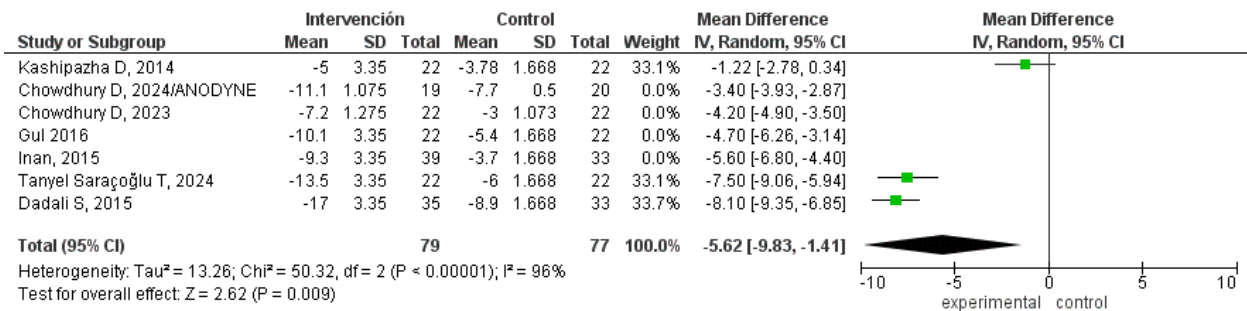 Intervención Control Mean Difference Mean Difference
Study or Subgroup Mean SD Total Mean SD Total Weight IV, Random, 95% CI IV, Random, 95% CI
Kashipazha D, 2014 -5 3.35 22 -3.78 1.668 22 33.1% -1.22 [-2.78, 0.34]
Chowdhury D, 2024/ANODYNE -11.1 1.075 19 -7.7 0.5 20 0.0% -3.40 [-3.93, -2.87]
Chowdhury D, 2023 -7.2 1.275 22 -3 1.073 22 0.0% -4.20 [-4.90, -3.50]
Gul 2016 -10.1 3.35 22 -5.4 1.668 22 0.0% -4.70 [-6.26, -3.14]
Inan, 2015 -9.3 3.35 39 -3.7 1.668 33 0.0% -5.60 [-6.80, -4.40]
Tanyel Saraçoğlu T, 2024 -13.5 3.35 22 -6 1.668 22 33.1% -7.50 [-9.06, -5.94]
Dadali S, 2015 -17 3.35 35 -8.9 1.668 33 33.7% -8.10 [-9.35, -6.85]
Total (95% CI) 79 77 100.0% -5.62 [-9.83, -1.41]
Heterogeneity: Tau² = 13.26; Chi² = 50.32, df = 2 (P < 0.00001); I² = 96%
Test for overall effect: Z = 2.62 (P = 0.009)
-10 -5 0 5 10
experimental control